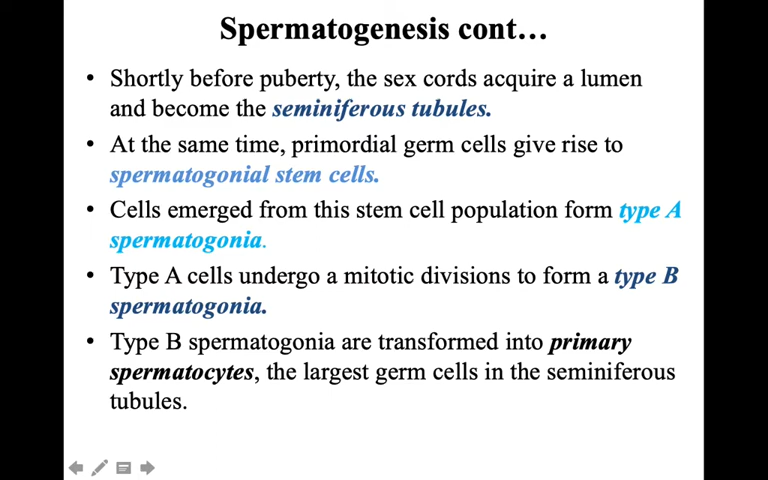 Spermatogenesis cont…
• Shortly before puberty, the sex cords acquire a lumen
and become the seminiferous tubules.
• At the same time, primordial germ cells give rise to
spermatogonial stem cells.
• Cells emerged from this stem cell population form type A
spermatogonia.
• Type A cells undergo a mitotic divisions to form a type B
spermatogonia.
• Type B spermatogonia are transformed into primary
spermatocytes, the largest germ cells in the seminiferous
tubules.